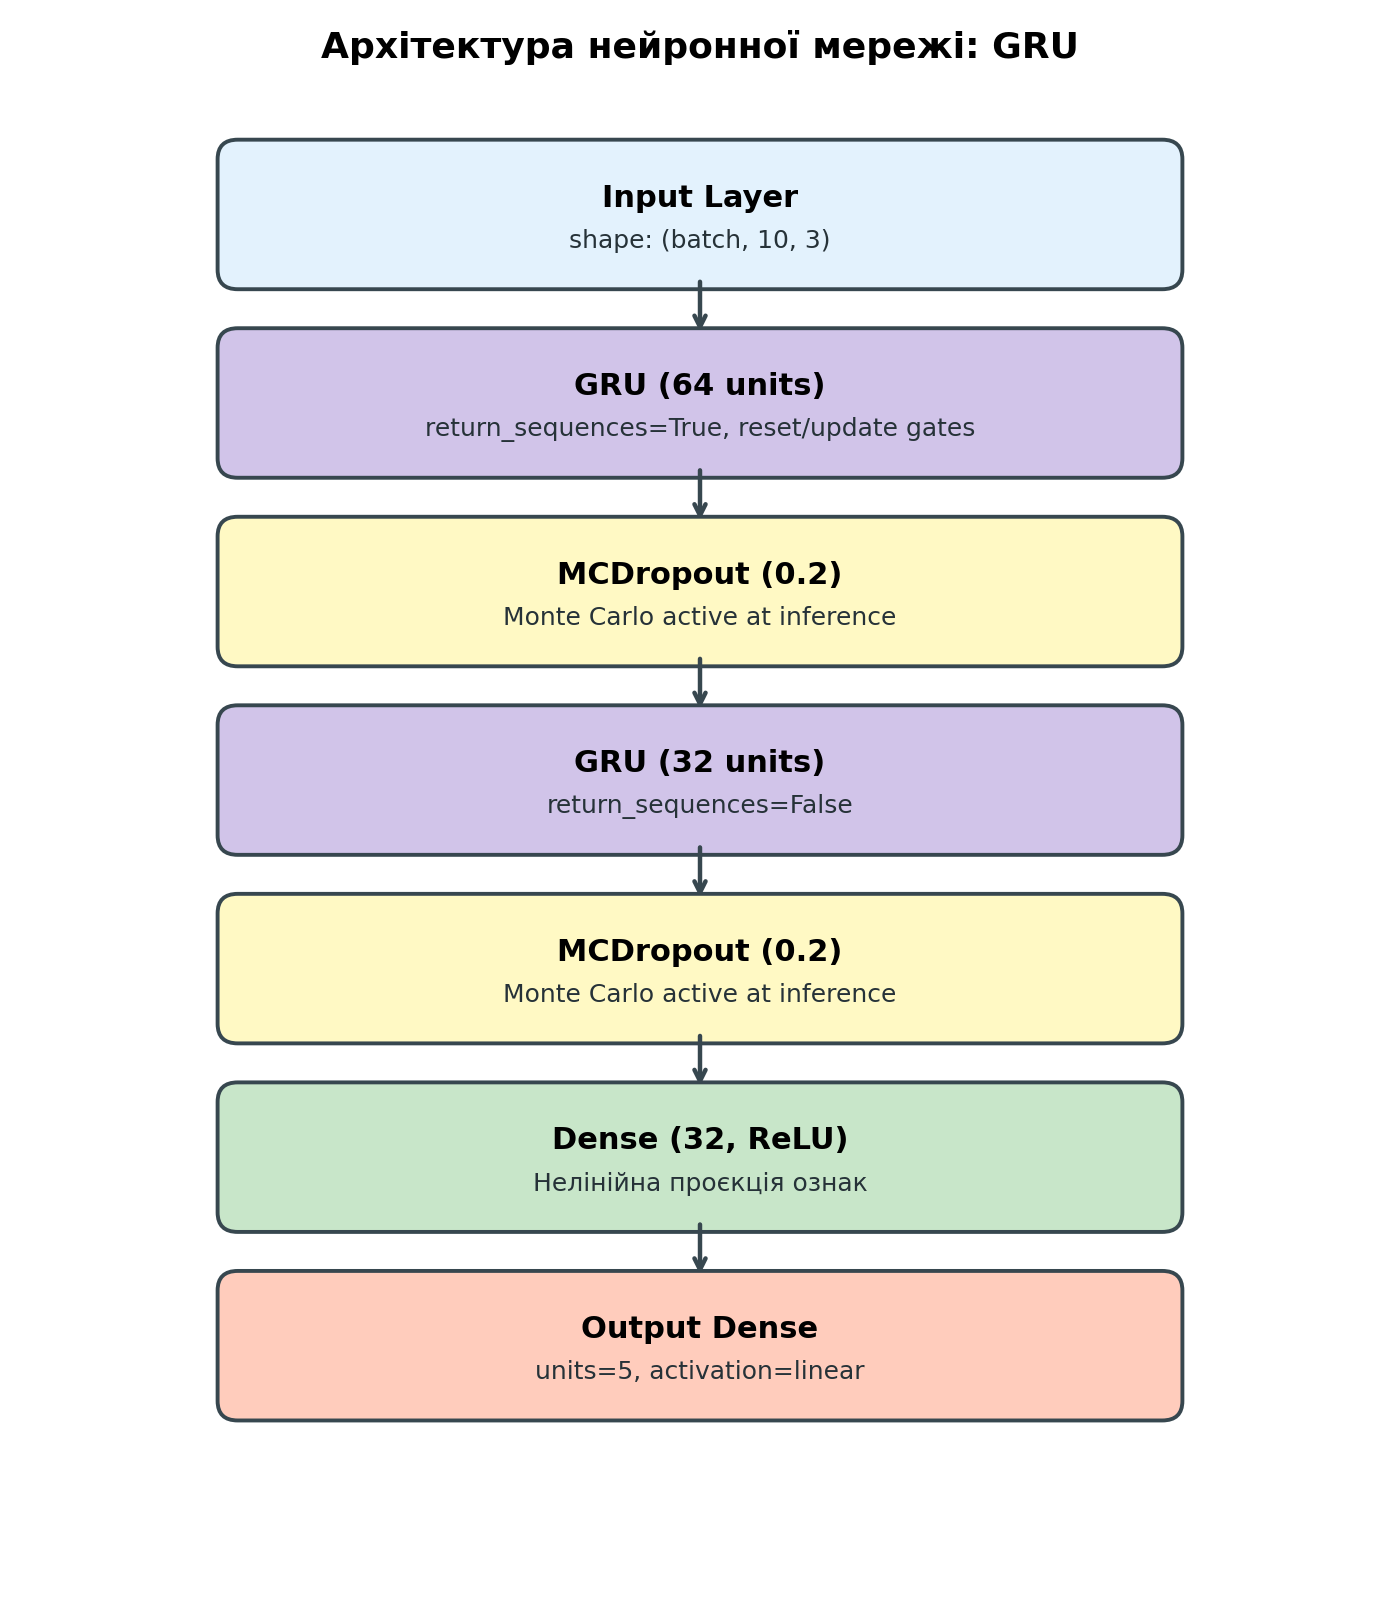 Архітектура нейронної мережі: GRU
Input Layer
shape: (batch, 10, 3)
GRU (64 units)
return_sequences=True, reset/update gates
MCDropout (0.2)
Monte Carlo active at inference
GRU (32 units)
return_sequences=False
MCDropout (0.2)
Monte Carlo active at inference
Dense (32, ReLU)
Нелінійна проєкція ознак
Output Dense
units=5, activation=linear